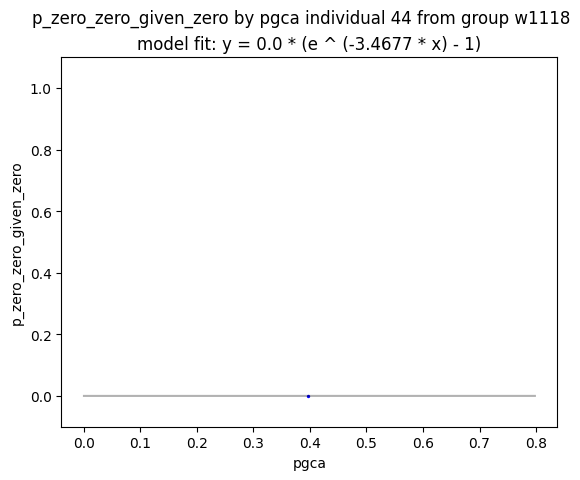 p_zero_zero_given_zero by pgca individual 44 from group w1118
model fit: y = 0.0 * (e ^ (-3.4677 * x) - 1)
1.0
0.8
0.6
0.4
0.2
0.0
p_zero_zero_given_zero
0.0 0.1 0.2 0.3 0.4 0.5 0.6 0.7 0.8
pgca